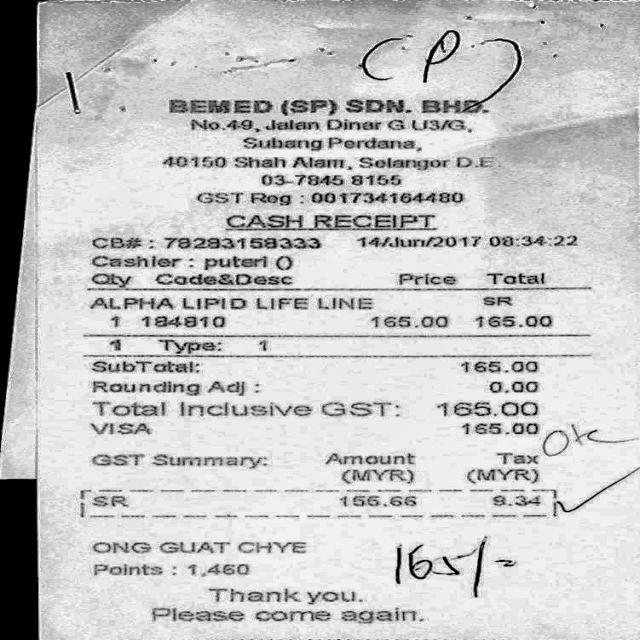 (P)
BEMED (SP) SDN. BHD.
No.49, Jalan Dinar G U3/G,
Subang Perdana,
40150 Shah Alam, Selangor D.E
03-7845 8155
GST Reg : 001734164480
CASH RECEIPT
CB# : 78283158333 14/Jun/2017 08:34:22
Cashier : puteri ()
Qty Code&Desc Price Total
ALPHA LIPID LIFE LINE SR
1 184810 165.00 165.00
1 Type: 1
SubTotal: 165.00
Rounding Adj : 0.00
Total Inclusive GST: 165.00
VISA 165.00
GST Summary: Amount Tax
(MYR) (MYR)
SR 155.66 9.34
ONG GUAT CHYE
Points : 1,460
165/-
Thank you.
Please come again.